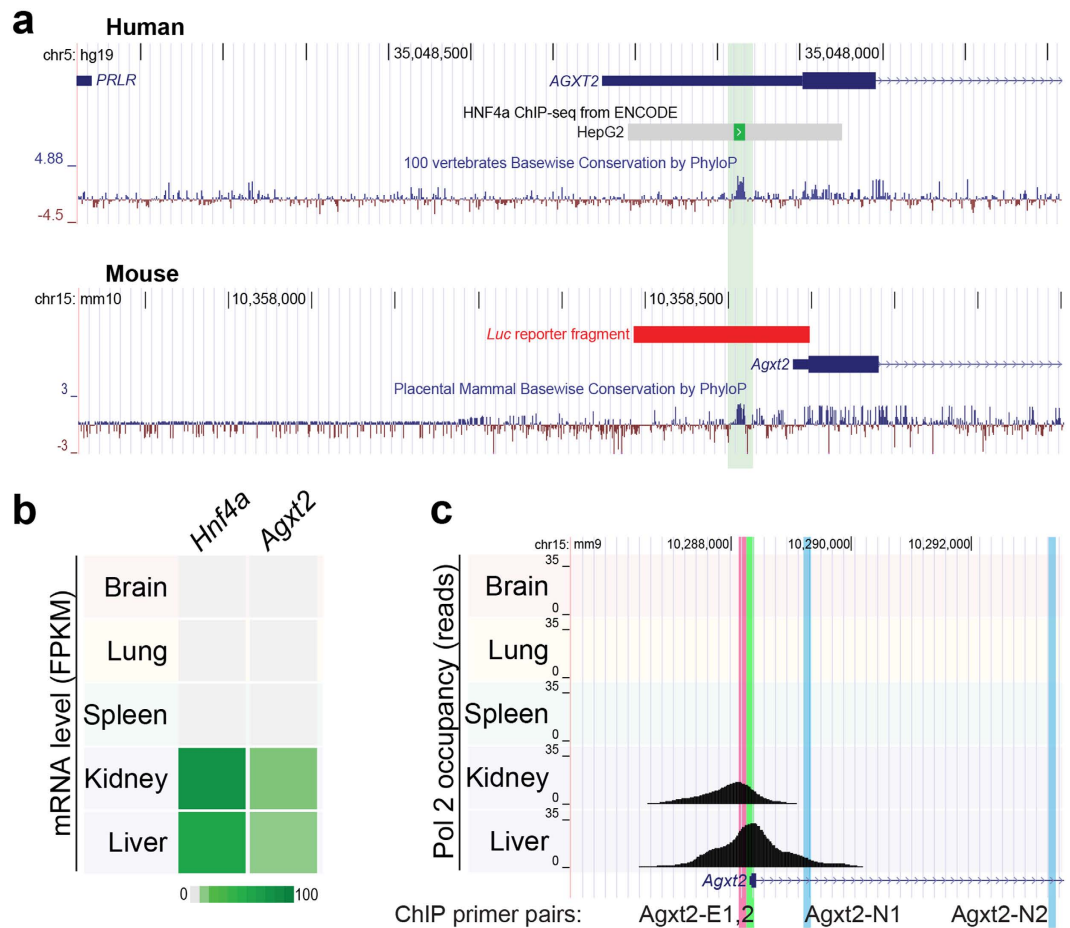 a
Human
chr5: hg19 35,048,500 35,048,000
PRLR AGXT2
HNF4a ChIP-seq from ENCODE
HepG2
4.88 100 vertebrates Basewise Conservation by PhyloP
-4.5
Mouse
chr15: mm10 10,358,000 10,358,500
Luc reporter fragment
Agxt2
Placental Mammal Basewise Conservation by PhyloP
3
-3
b
Hnf4a Agxt2
mRNA level (FPKM)
Brain
Lung
Spleen
Kidney
Liver
0 100
c
chr15: mm9 10,288,000 10,290,000 10,292,000
Pol 2 occupancy (reads)
35
Brain
0
35
Lung
0
35
Spleen
0
35
Kidney
0
35
Liver
0
Agxt2
ChIP primer pairs: Agxt2-E1,2 Agxt2-N1 Agxt2-N2